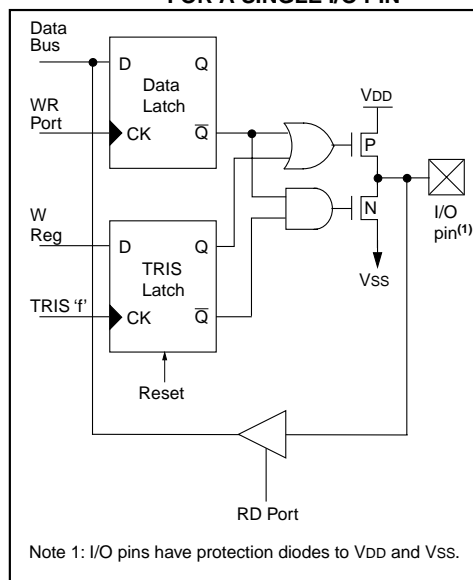 FOR A SINGLE I/O PIN
Data
Bus
D
Q
Data
Latch
WR
Port
CK
Q
VDD
P
N
I/O
pin(1)
VSS
W
Reg
D
Q
TRIS
Latch
TRIS ‘f’
CK
Q
Reset
RD Port
Note 1: I/O pins have protection diodes to VDD and VSS.